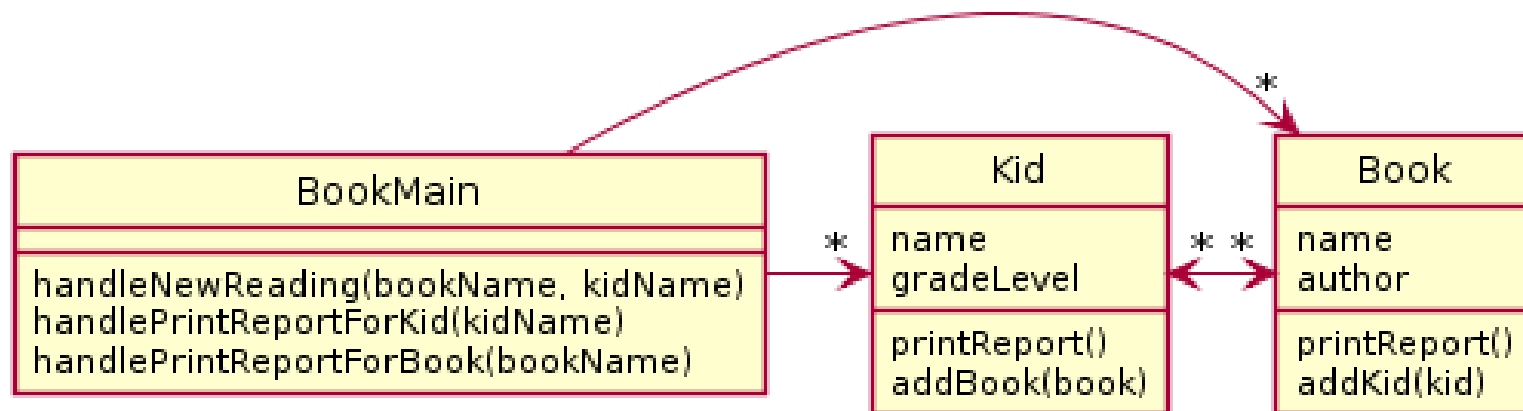 BookMain
handleNewReading(bookName, kidName)
handlePrintReportForKid(kidName)
handlePrintReportForBook(bookName)
*
*
Kid
name
gradeLevel
printReport()
addBook(book)
* *
Book
name
author
printReport()
addKid(kid)